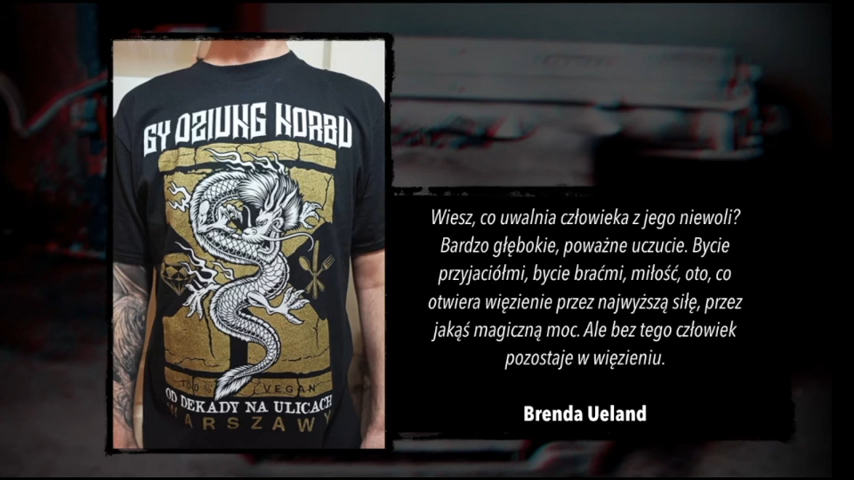 GY DZIUNG NORBU
100 VEGAN
OD DEKADY NA ULICACH
WARSZAWY
Wiesz, co uwalnia człowieka z jego niewoli?
Bardzo głębokie, poważne uczucie. Bycie
przyjaciółmi, bycie braćmi, miłość, oto, co
otwiera więzienie przez najwyższą siłę, przez
jakąś magiczną moc. Ale bez tego człowiek
pozostaje w więzieniu.
Brenda Ueland